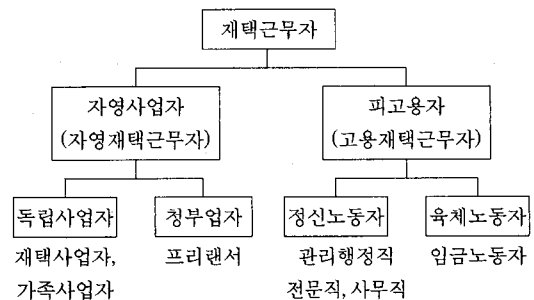 재택근무자
자영사업자
(자영재택근무자)
피고용자
(고용재택근무자)
독립사업자
청부업자
정신노동자
육체노동자
재택사업자,
가족사업자
프리랜서
관리행정직
전문직, 사무직
임금노동자